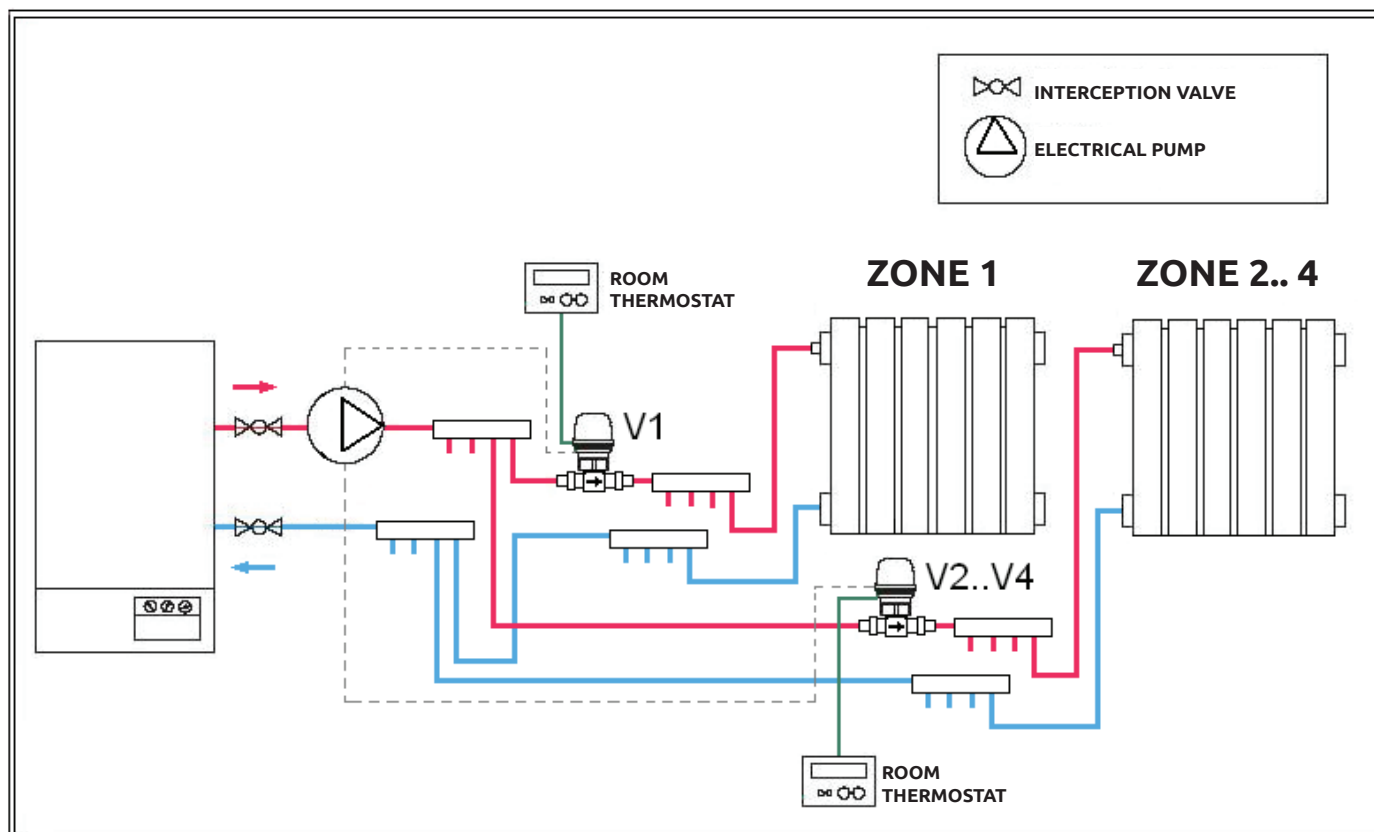 INTERCEPTION VALVE
ELECTRICAL PUMP
ZONE 1
ZONE 2.. 4
ROOM
THERMOSTAT
V1
V2..V4
ROOM
THERMOSTAT